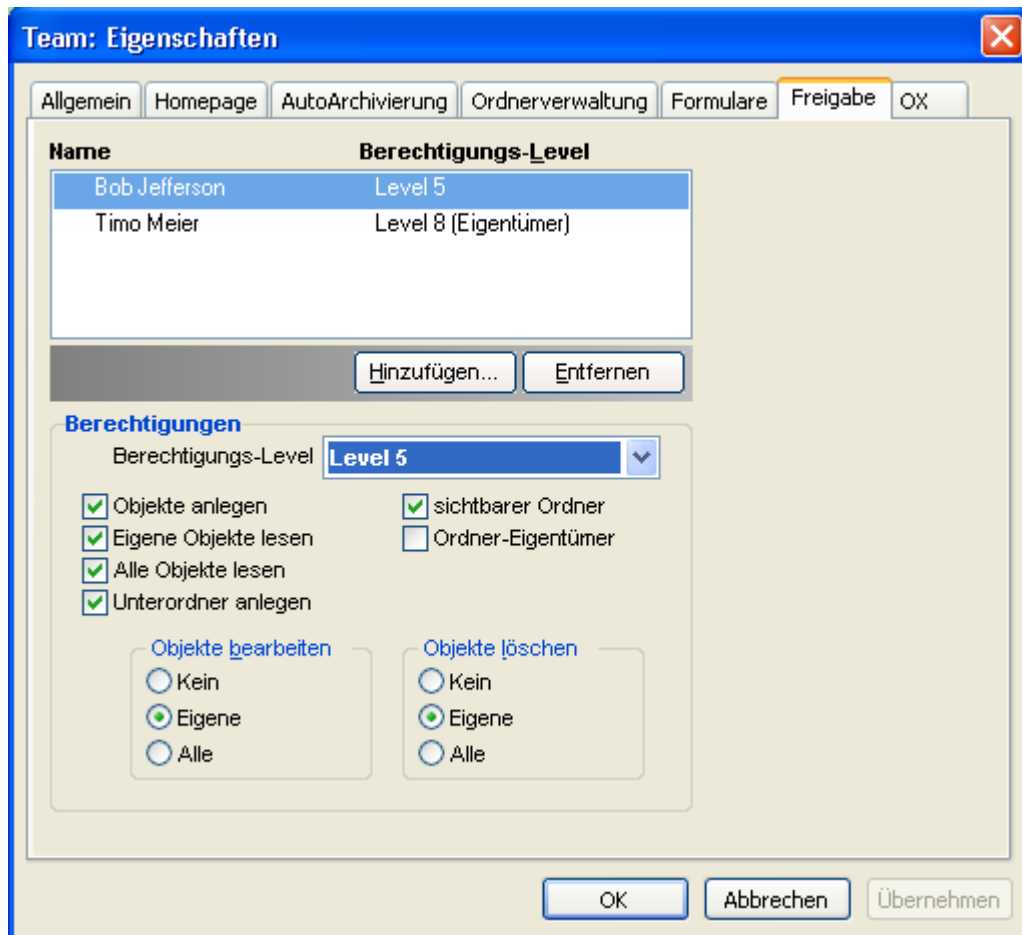 Team: Eigenschaften
Allgemein Homepage AutoArchivierung Ordnerverwaltung Formulare Freigabe OX
Name Berechtigungs-Level
Bob Jefferson Level 5
Timo Meier Level 8 (Eigentümer)
Hinzufügen... Entfernen
Berechtigungen
Berechtigungs-Level Level 5
Objekte anlegen sichtbarer Ordner
Eigene Objekte lesen Ordner-Eigentümer
Alle Objekte lesen
Unterordner anlegen
Objekte bearbeiten Objekte löschen
Kein Kein
Eigene Eigene
Alle Alle
OK Abbrechen Übernehmen